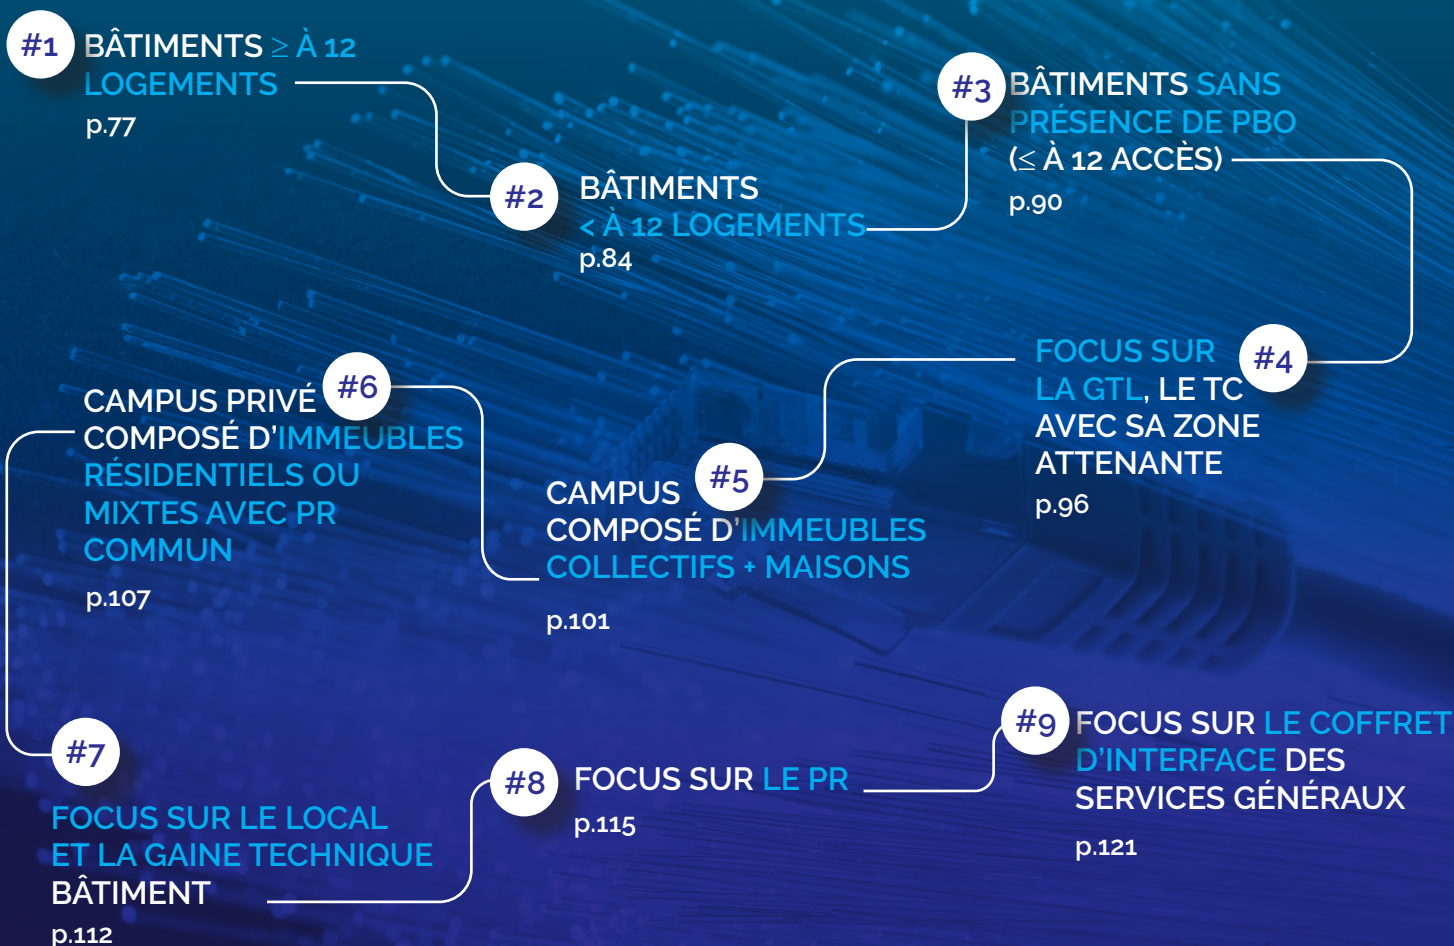 #1
BÂTIMENTS ≥ À 12
LOGEMENTS
p.77
#2
BÂTIMENTS
< À 12 LOGEMENTS
p.84
#3
BÂTIMENTS SANS
PRÉSENCE DE PBO
(≤ À 12 ACCÈS)
p.90
#4
FOCUS SUR
LA GTL, LE TC
AVEC SA ZONE
ATTENANTE
p.96
#5
CAMPUS
COMPOSÉ D'IMMEUBLES
COLLECTIFS + MAISONS
p.101
#6
CAMPUS PRIVÉ
COMPOSÉ D'IMMEUBLES
RÉSIDENTIELS OU
MIXTES AVEC PR
COMMUN
p.107
#7
FOCUS SUR LE LOCAL
ET LA GAINE TECHNIQUE
BÂTIMENT
p.112
#8
FOCUS SUR LE PR
p.115
#9
FOCUS SUR LE COFFRET
D'INTERFACE DES
SERVICES GÉNÉRAUX
p.121